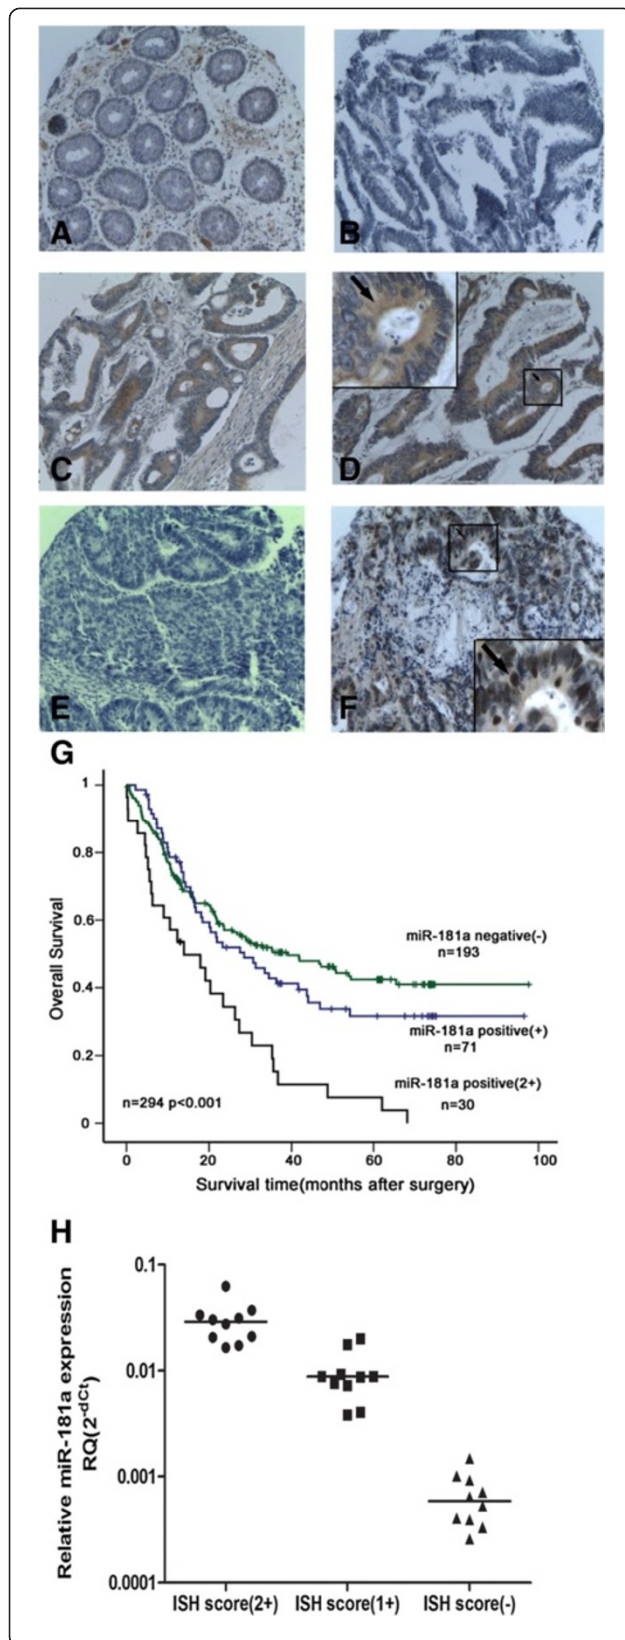 A
B
C
D
E
F
G
Overall Survival
1
0.8
0.6
0.4
0.2
0
miR-181a negative(-)
n=193
miR-181a positive(+)
n=71
miR-181a positive(2+)
n=30
n=294 p<0.001
0 20 40 60 80 100
Survival time(months after surgery)
H
Relative miR-181a expression
RQ(2^-dCt)
0.1
0.01
0.001
0.0001
ISH score(2+) ISH score(1+) ISH score(-)